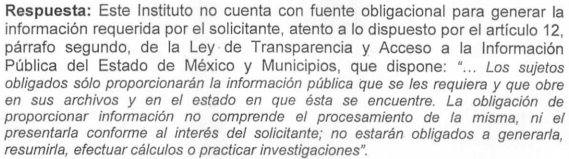 Respuesta: Este Instituto no cuenta con fuente obligacional para generar la
información requerida por el solicitante, atento a lo dispuesto por el artículo 12,
párrafo segundo, de la Ley de Transparencia y Acceso a la Información
Pública del Estado de México y Municipios, que dispone: “... Los sujetos
obligados sólo proporcionarán la información pública que se les requiera y que obre
en sus archivos y en el estado en que ésta se encuentre. La obligación de
proporcionar información no comprende el procesamiento de la misma, ni el
presentarla conforme al interés del solicitante; no estarán obligados a generarla,
resumirla, efectuar cálculos o practicar investigaciones”.